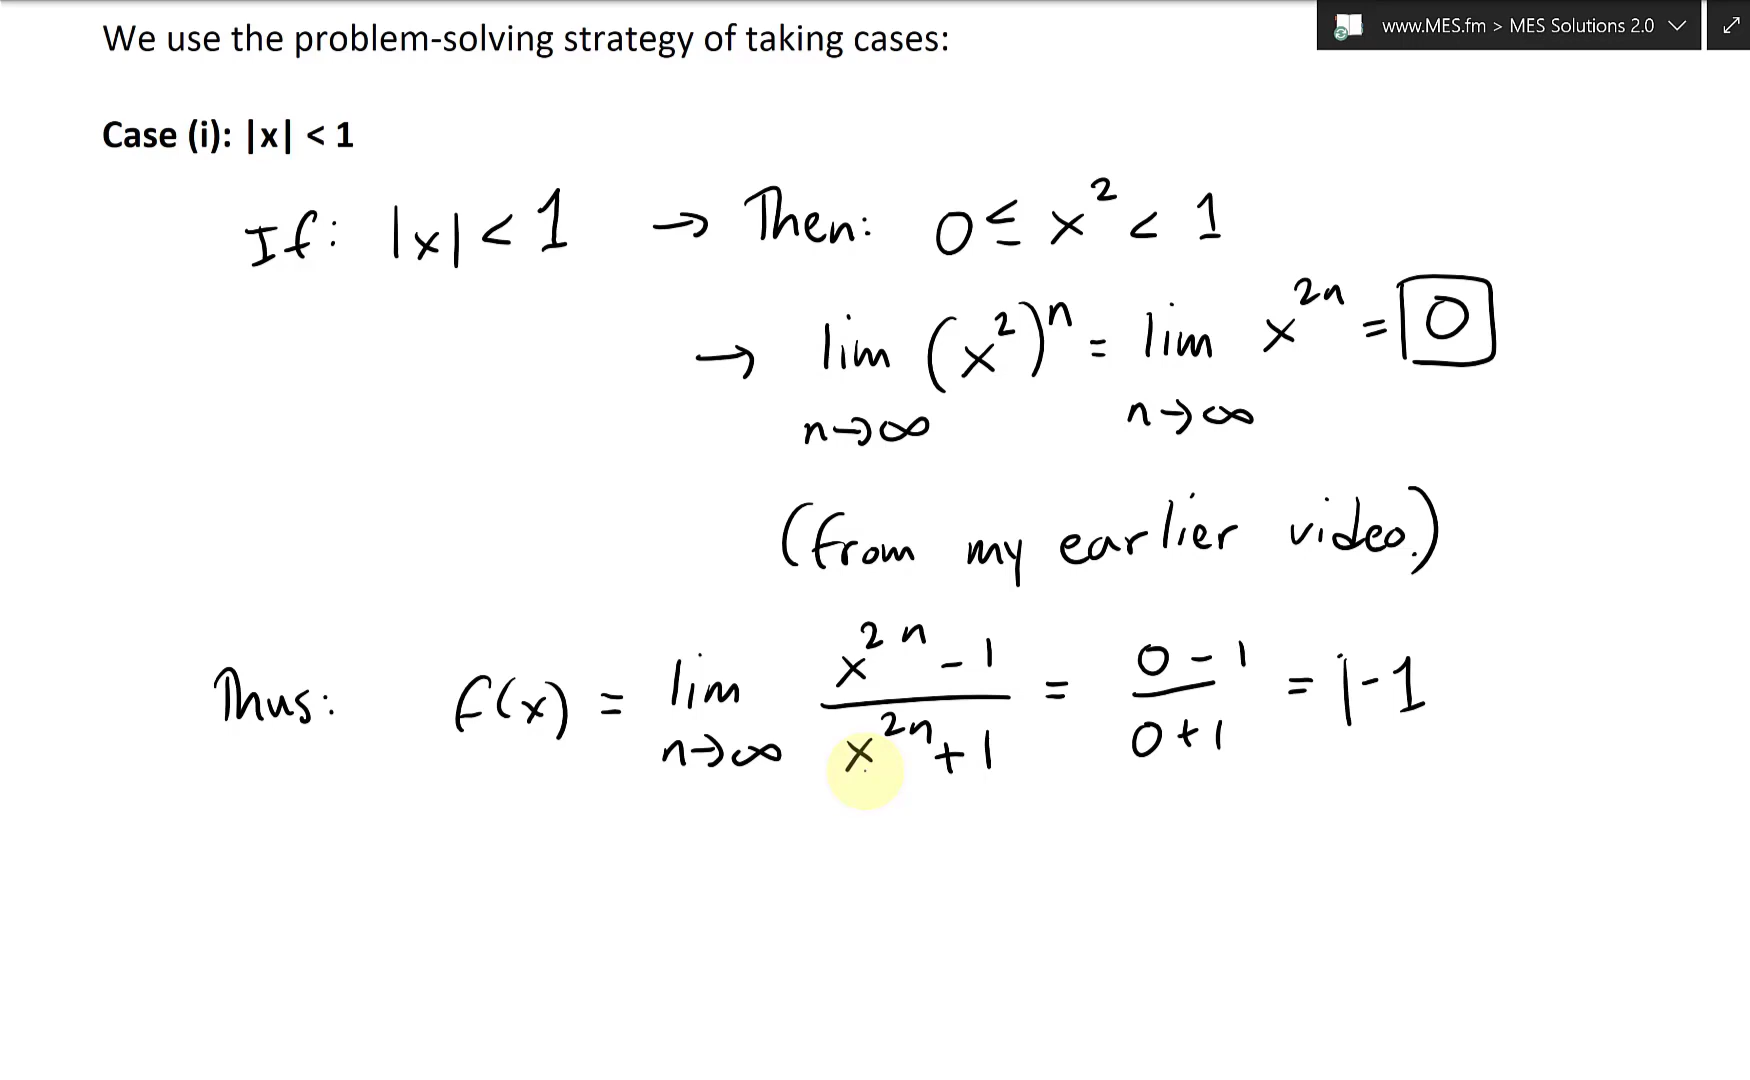 We use the problem-solving strategy of taking cases:
www.MES.fm > MES Solutions 2.0
Case (i): |x| < 1
If: |x| < 1 → Then: 0 ≤ x² < 1
→ lim (x²)ⁿ = lim x²ⁿ = 0
n→∞ n→∞
(from my earlier video.)
Thus: f(x) = lim x²ⁿ - 1 = 0 - 1 = |-1
n→∞ x²ⁿ + 1 0 + 1